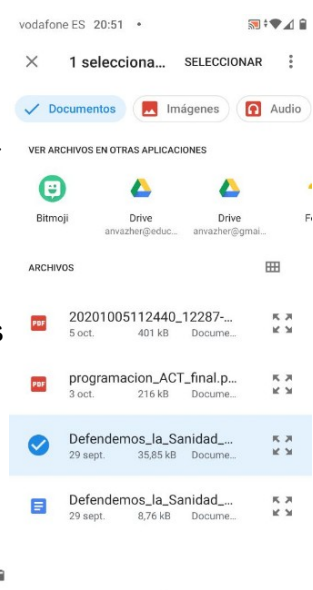 vodafone ES 20:51 •
1 selecciona... SELECCIONAR
Documentos Imágenes Audio
VER ARCHIVOS EN OTRAS APLICACIONES
Bitmoji Drive Drive
anvazher@educ... anvazher@gmai...
ARCHIVOS
PDF 20201005112440_12287-...
5 oct. 401 kB Docume...
PDF programacion_ACT_final.p...
3 oct. 216 kB Docume...
Defendemos_la_Sanidad_...
29 sept. 35,85 kB Docume...
Defendemos_la_Sanidad_...
29 sept. 8,76 kB Docume...